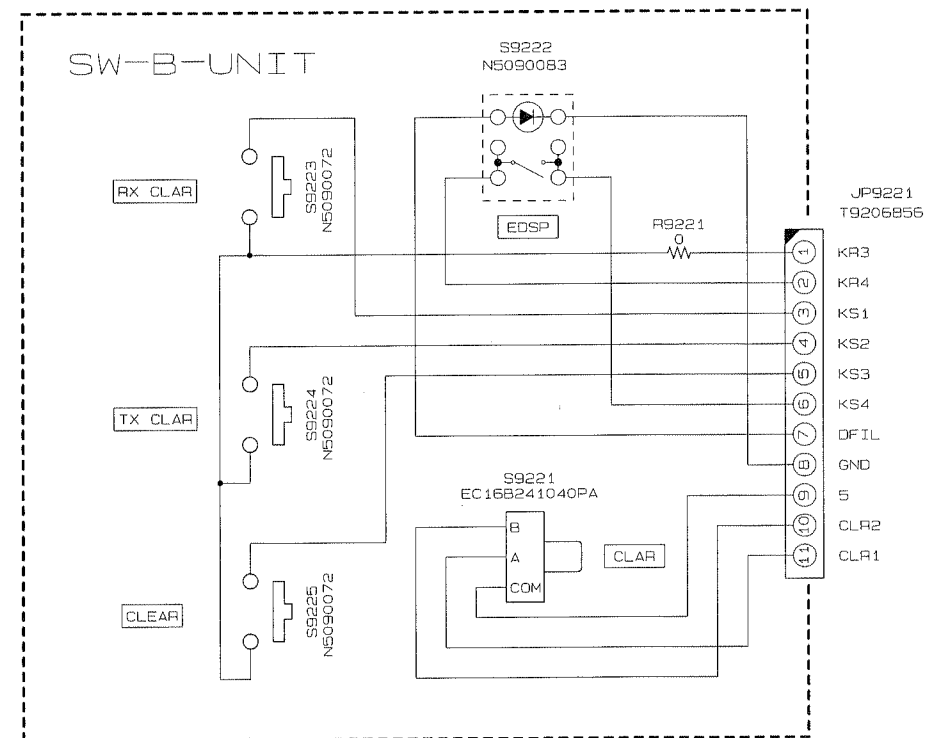 SW-B-UNIT
S9222
N5090083
RX CLAR
S9223
N5090072
EDSP
R9221
0
JP9221
T9206856
1 KR3
2 KR4
3 KS1
4 KS2
5 KS3
6 KS4
7 DFIL
8 GND
9 5
10 CLR2
11 CLR1
TX CLAR
S9224
N5090072
S9221
EC16B241040PA
B
A
COM
CLAR
CLEAR
S9225
N5090072